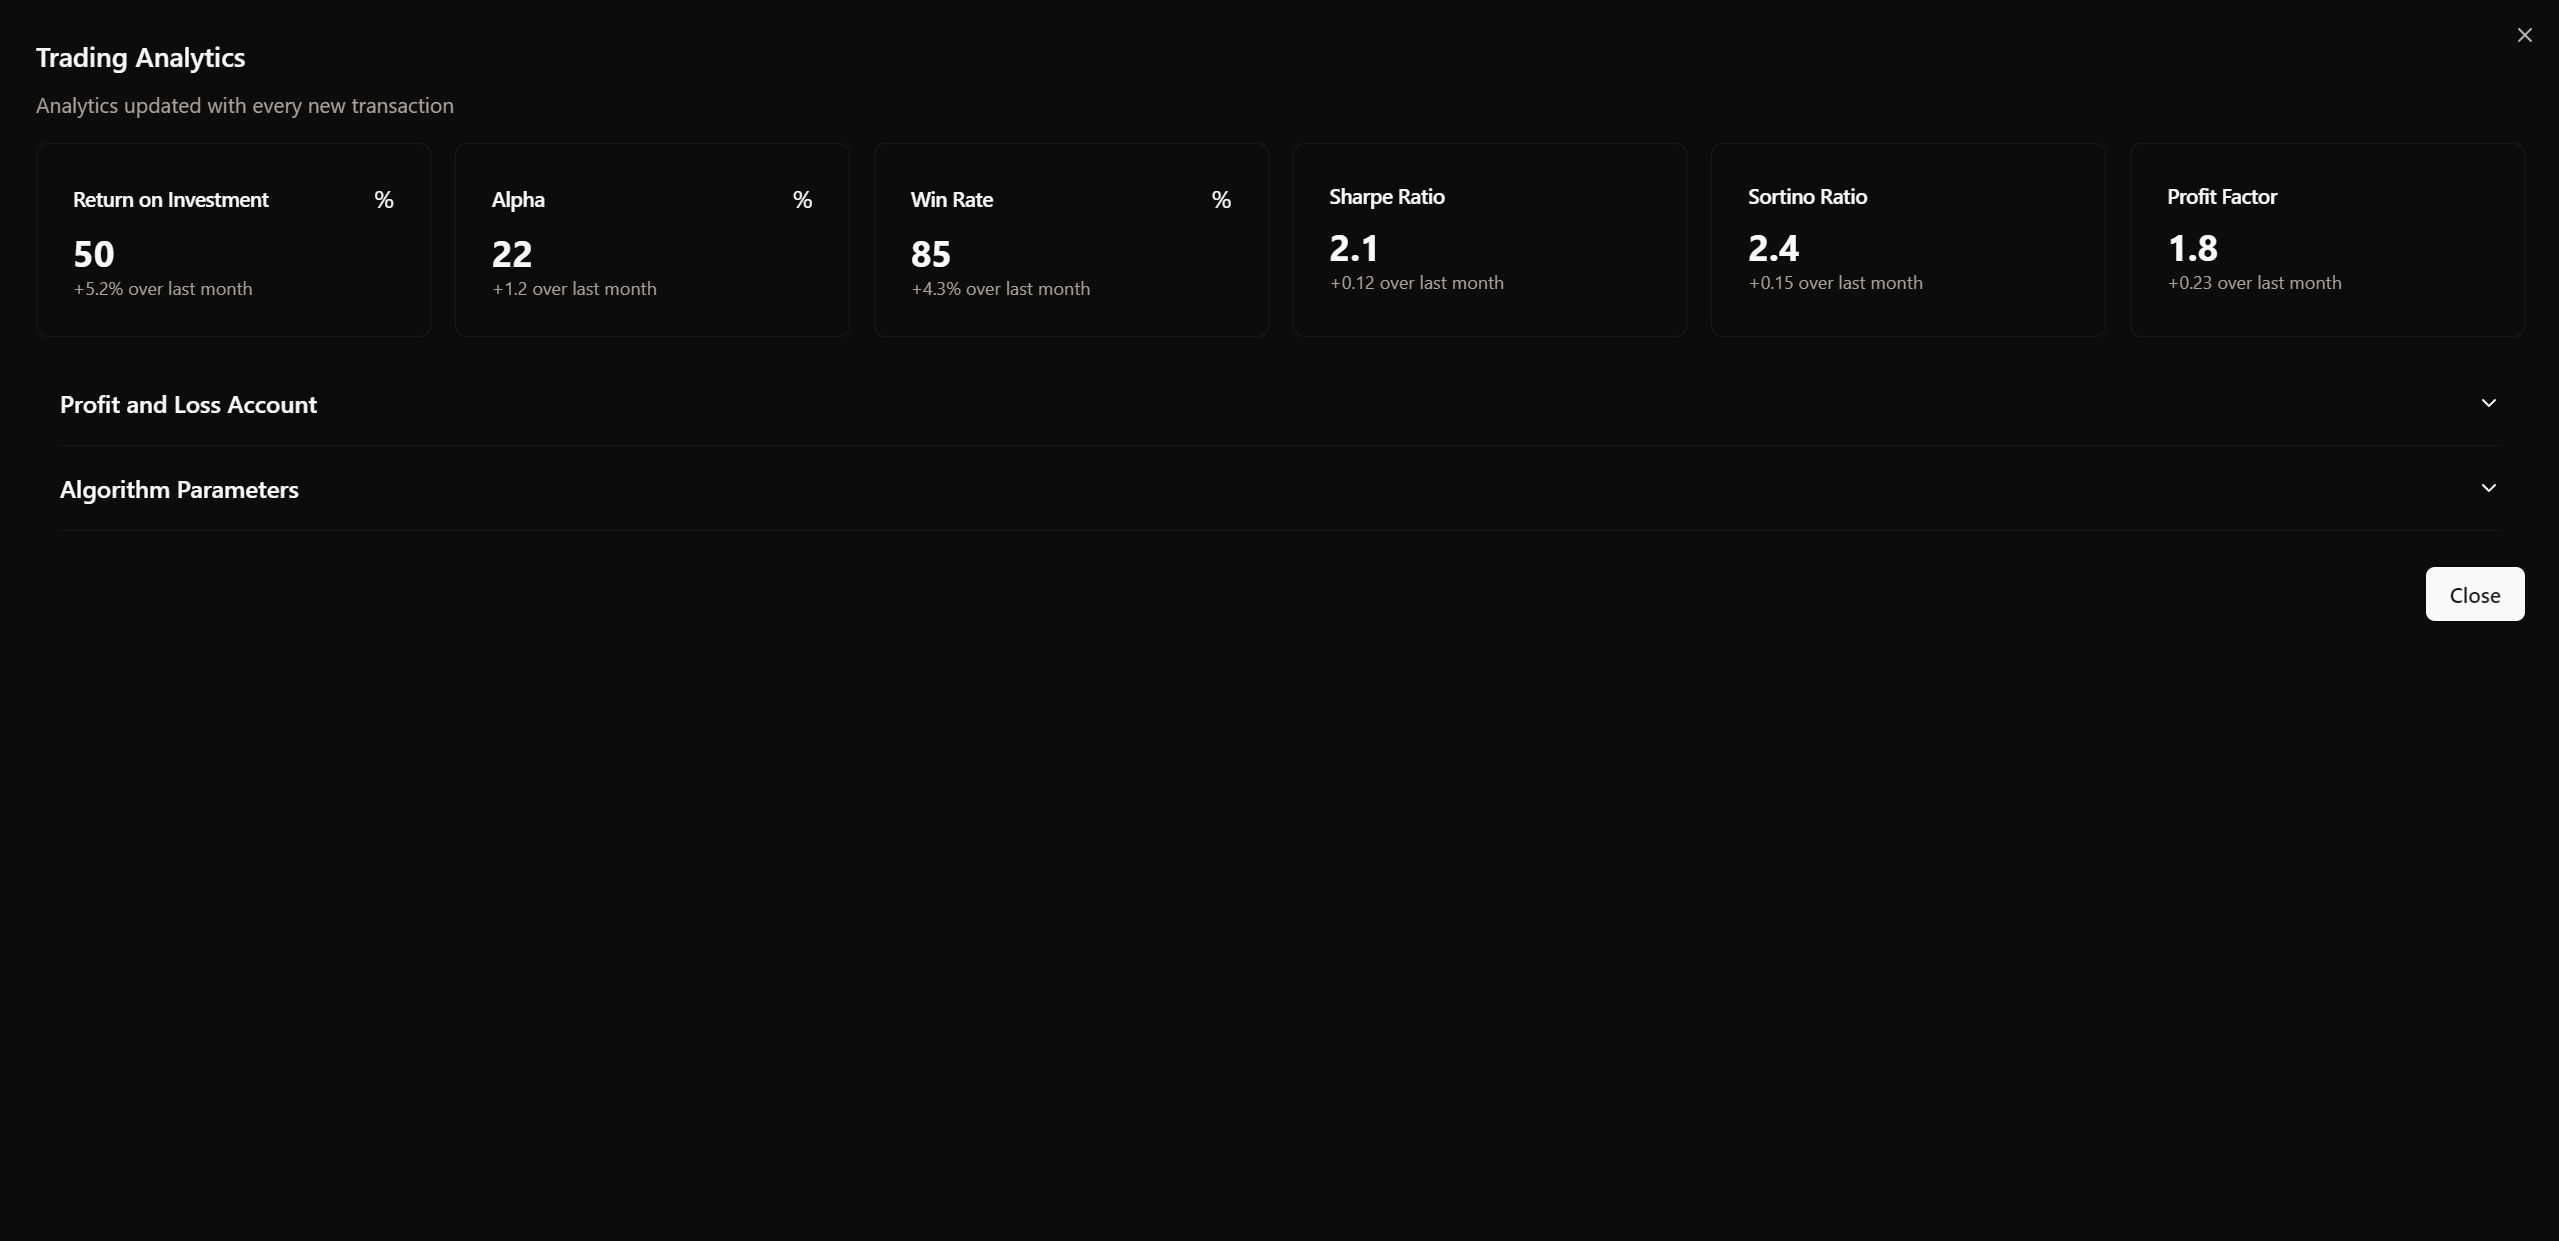 Trading Analytics
Analytics updated with every new transaction
Return on Investment %
50
+5.2% over last month
Alpha %
22
+1.2 over last month
Win Rate %
85
+4.3% over last month
Sharpe Ratio
2.1
+0.12 over last month
Sortino Ratio
2.4
+0.15 over last month
Profit Factor
1.8
+0.23 over last month
Profit and Loss Account
Algorithm Parameters
Close